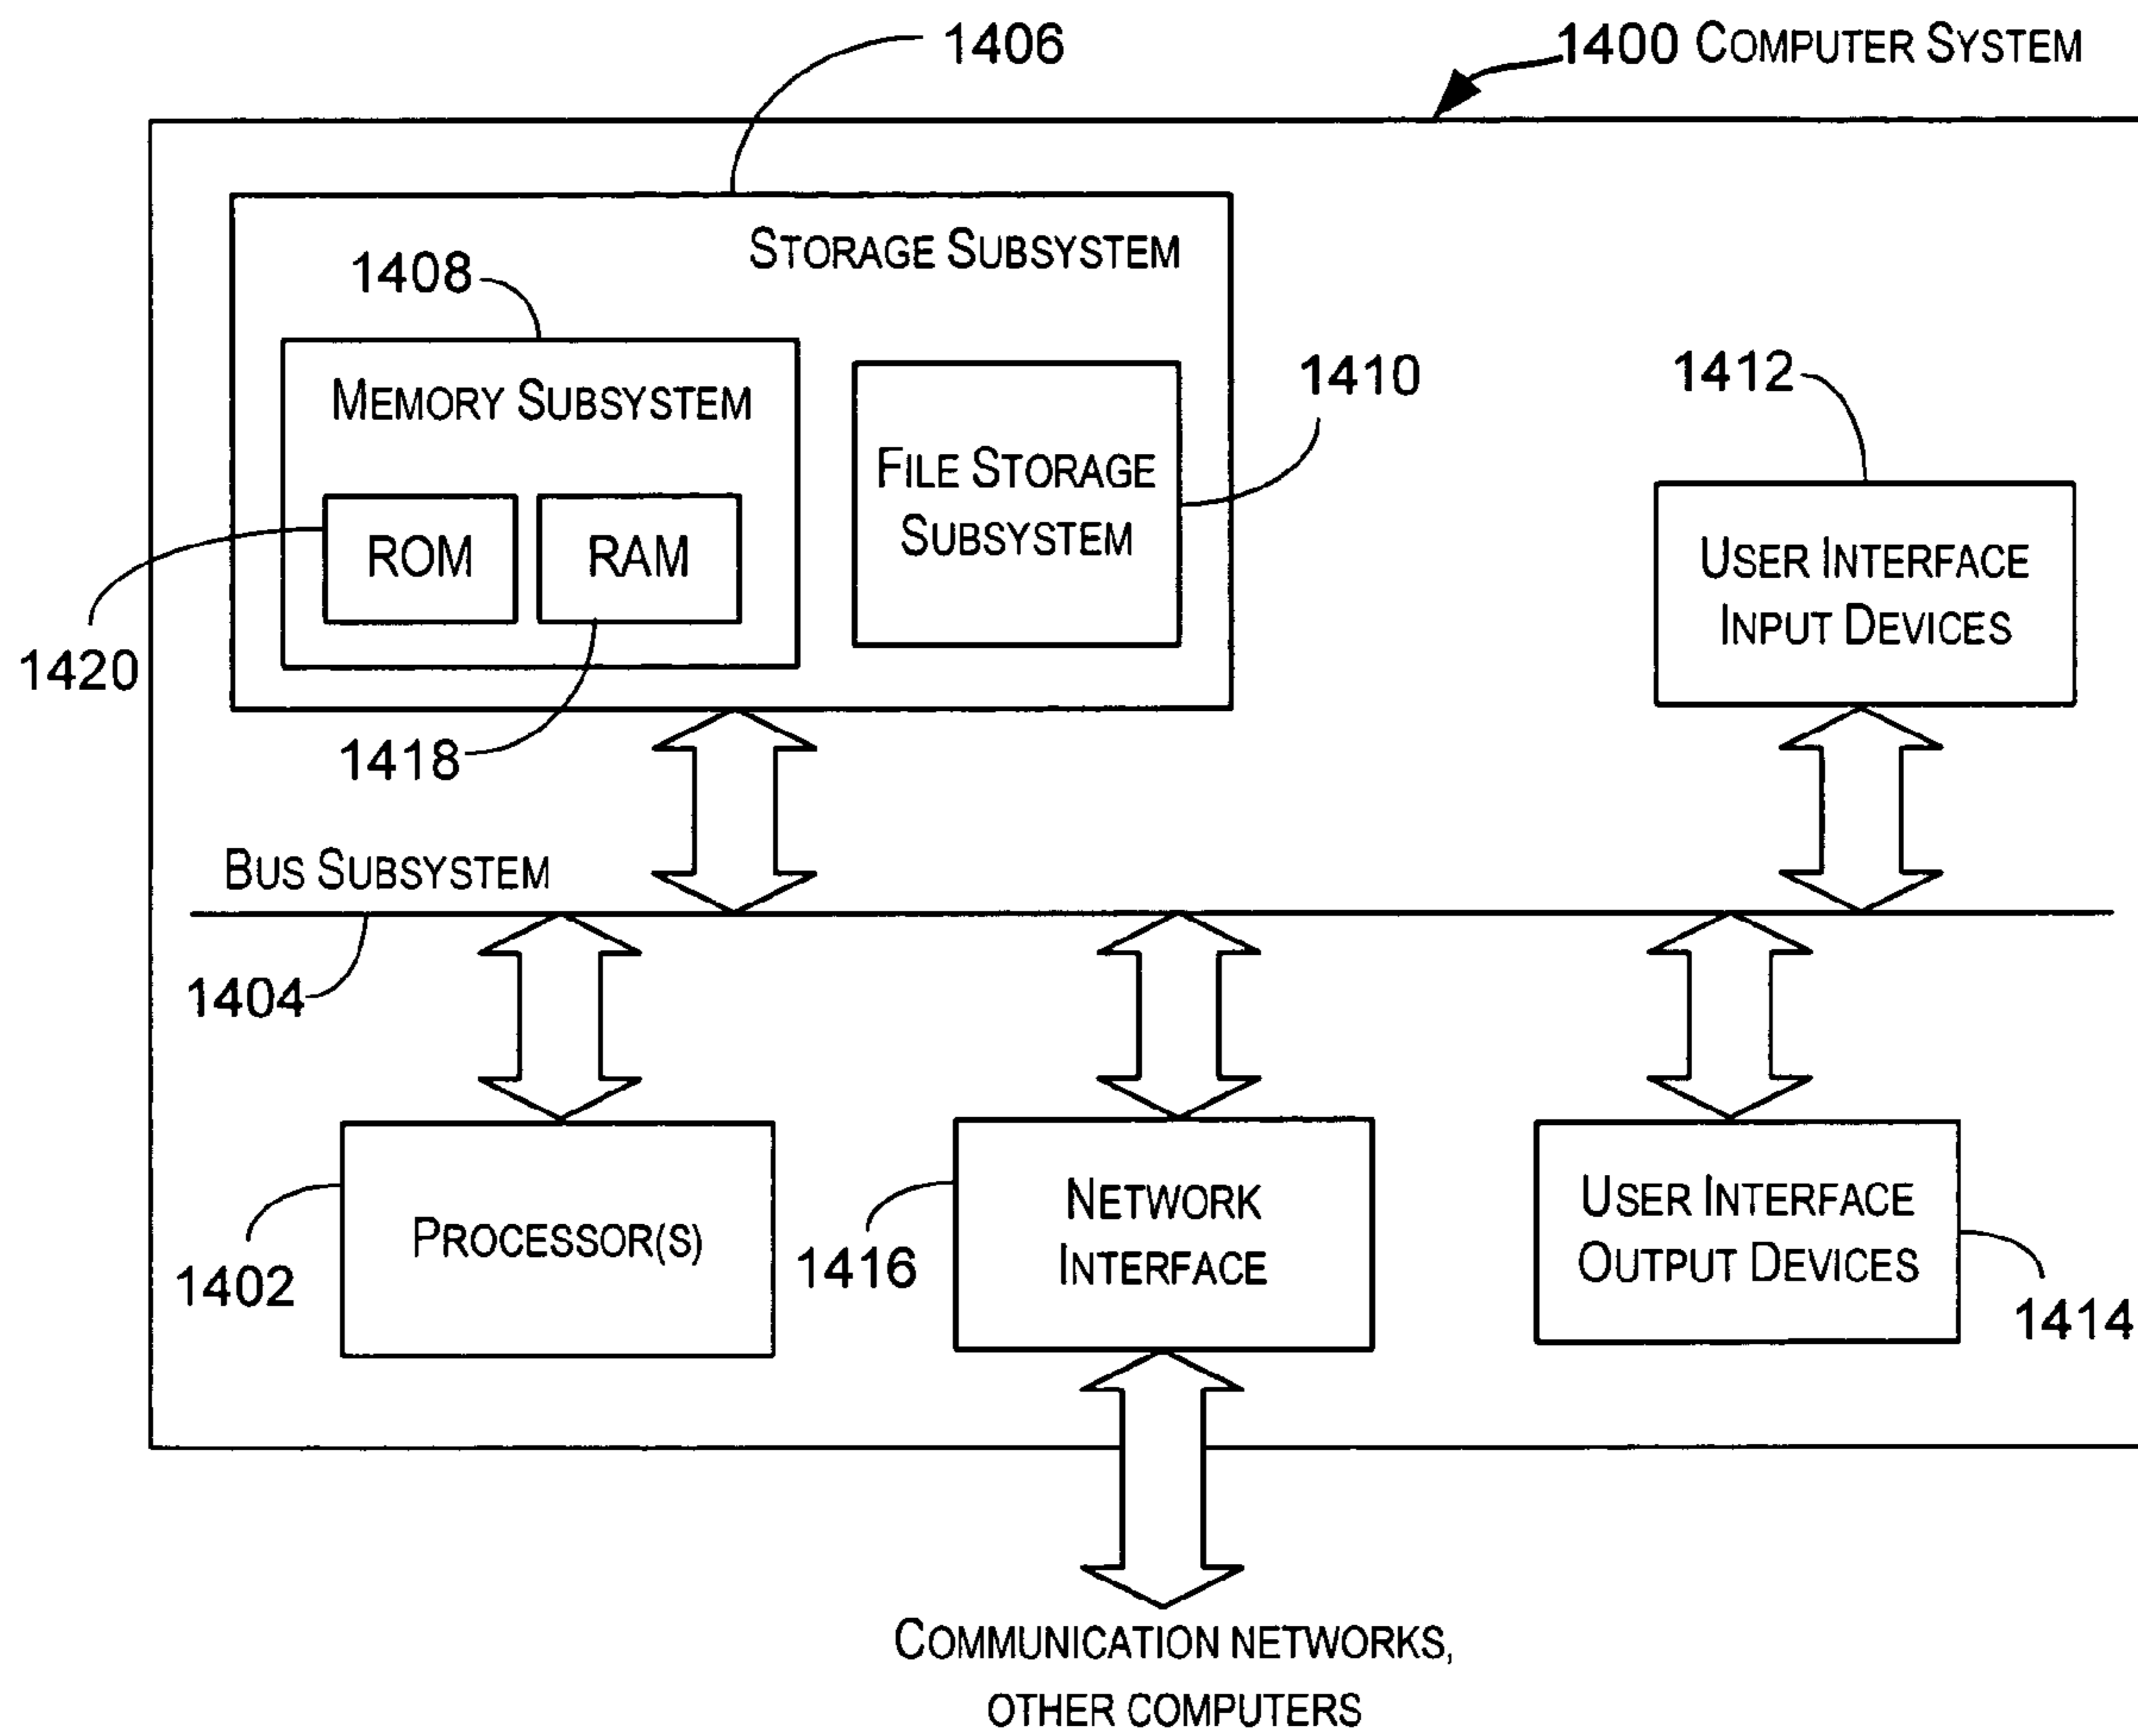 1406
1400 COMPUTER SYSTEM
STORAGE SUBSYSTEM
1408
MEMORY SUBSYSTEM
1410
1412
FILE STORAGE
SUBSYSTEM
ROM
RAM
USER INTERFACE
INPUT DEVICES
1420
1418
BUS SUBSYSTEM
1404
PROCESSOR(S)
1402
NETWORK
INTERFACE
1416
USER INTERFACE
OUTPUT DEVICES
1414
COMMUNICATION NETWORKS,
OTHER COMPUTERS